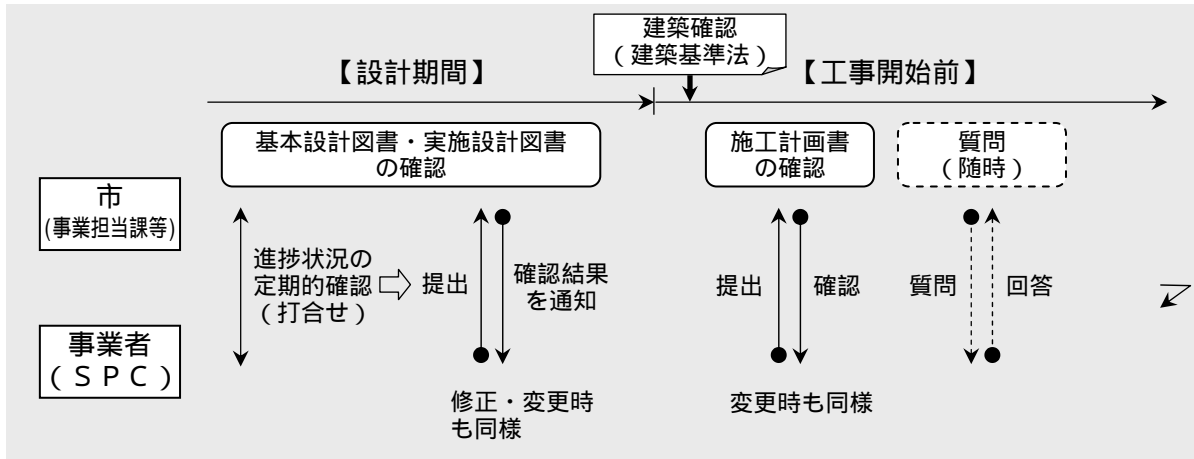 建築確認
（建築基準法）
【設計期間】
【工事開始前】
基本設計図書・実施設計図書
の確認
施工計画書
の確認
質問
（随時）
市
(事業担当課等)
進捗状況の
定期的確認
（打合せ）
提出
確認結果
を通知
提出
確認
質問
回答
事業者
（ＳＰＣ）
修正・変更時
も同様
変更時も同様